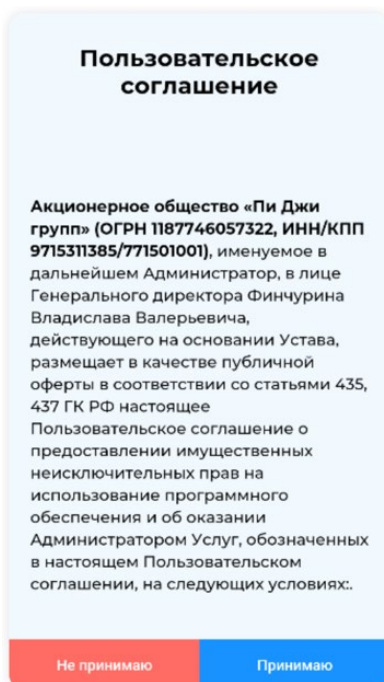 Пользовательское
соглашение
Акционерное общество «Пи Джи
групп» (ОГРН 1187746057322, ИНН/КПП
9715311385/771501001), именуемое в
дальнейшем Администратор, в лице
Генерального директора Финчурина
Владислава Валерьевича,
действующего на основании Устава,
размещает в качестве публичной
оферты в соответствии со статьями 435,
437 ГК РФ настоящее
Пользовательское соглашение о
предоставлении имущественных
неисключительных прав на
использование программного
обеспечения и об оказании
Администратором Услуг, обозначенных
в настоящем Пользовательском
соглашении, на следующих условиях:.
Не принимаю
Принимаю